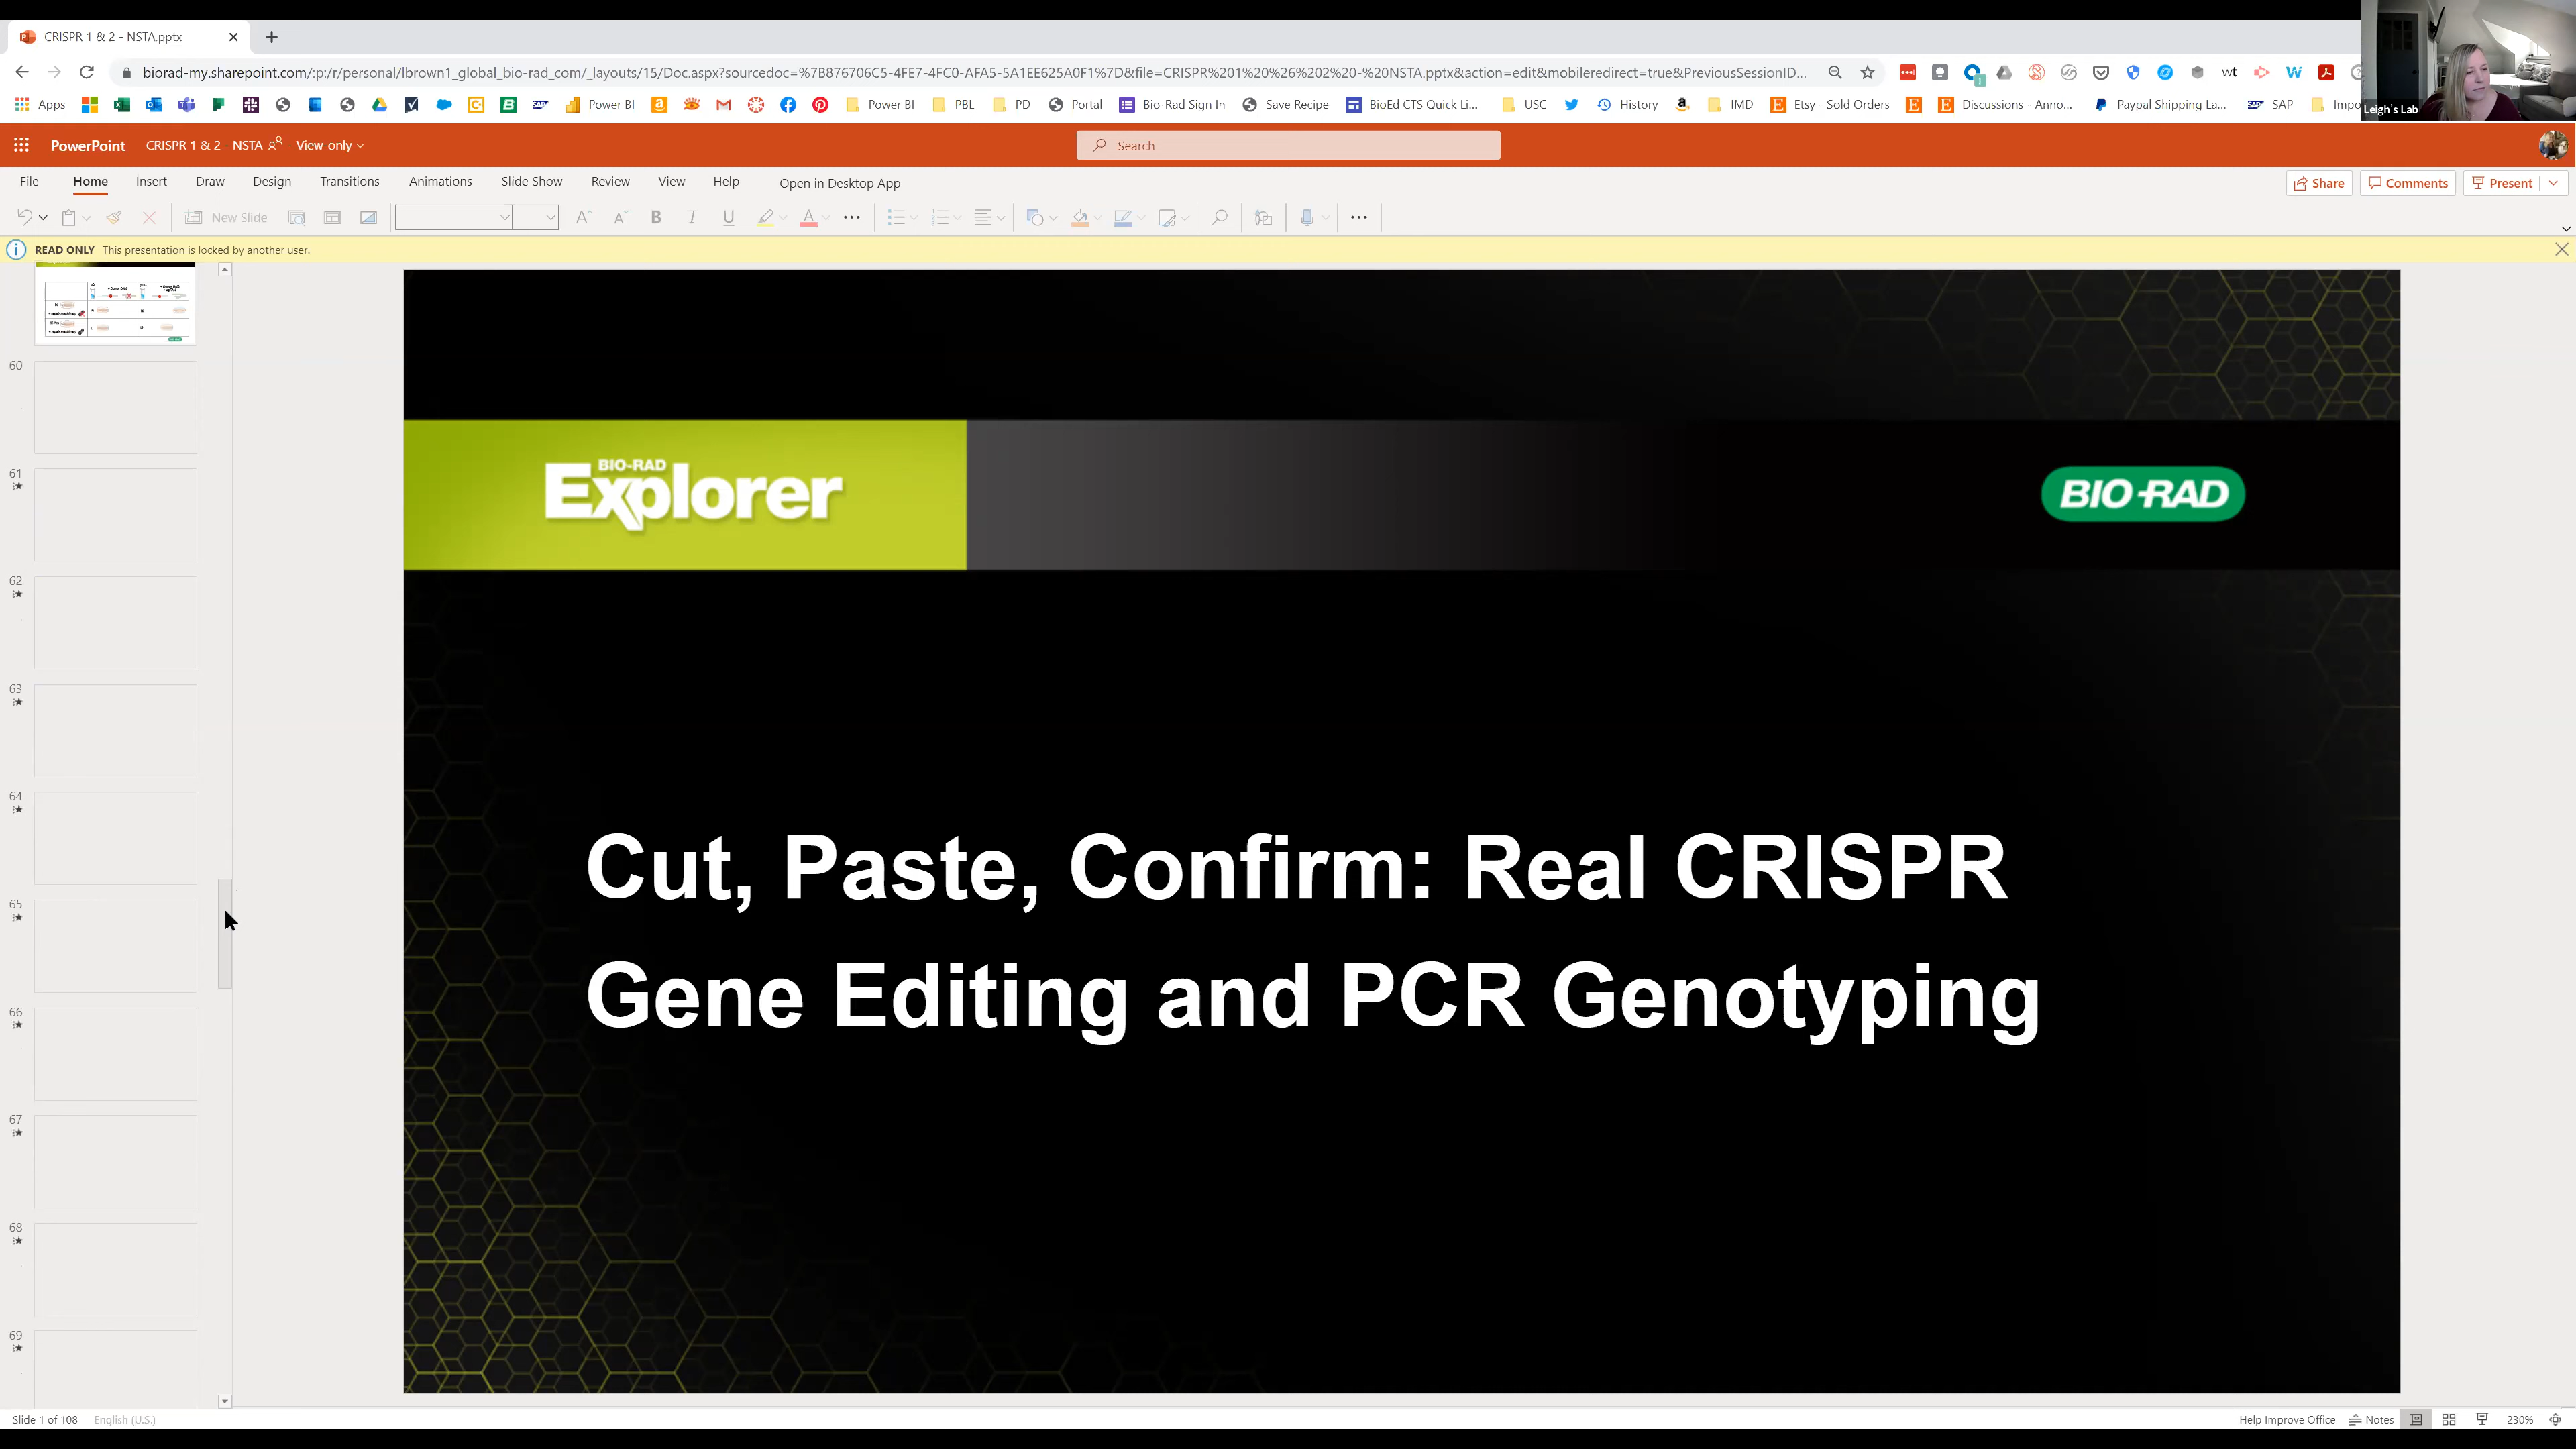 CRISPR 1 & 2 - NSTA.pptx
biorad-my.sharepoint.com/:p:/r/personal/lbrown1_global_bio-rad_com/_layouts/15/Doc.aspx?sourcedoc=%7B876706C5-4FE7-4FC0-AFA5-5A1EE625A0F1%7D&file=CRISPR%201%20%26%202%20-%20NSTA.pptx&action=edit&mobileredirect=true&PreviousSessionID...
Apps Power BI Power BI PBL PD Portal Bio-Rad Sign In Save Recipe BioEd CTS Quick Li... USC History IMD Etsy - Sold Orders Discussions - Anno... Paypal Shipping La... SAP Impo
Leigh's Lab
PowerPoint CRISPR 1 & 2 - NSTA - View-only Search
File Home Insert Draw Design Transitions Animations Slide Show Review View Help Open in Desktop App Share Comments Present
New Slide
READ ONLY This presentation is locked by another user.
60
61
62
63
64
65
66
67
68
69
BIO-RAD
Explorer
BIO-RAD
Cut, Paste, Confirm: Real CRISPR
Gene Editing and PCR Genotyping
Slide 1 of 108 English (U.S.) Help Improve Office Notes 230%